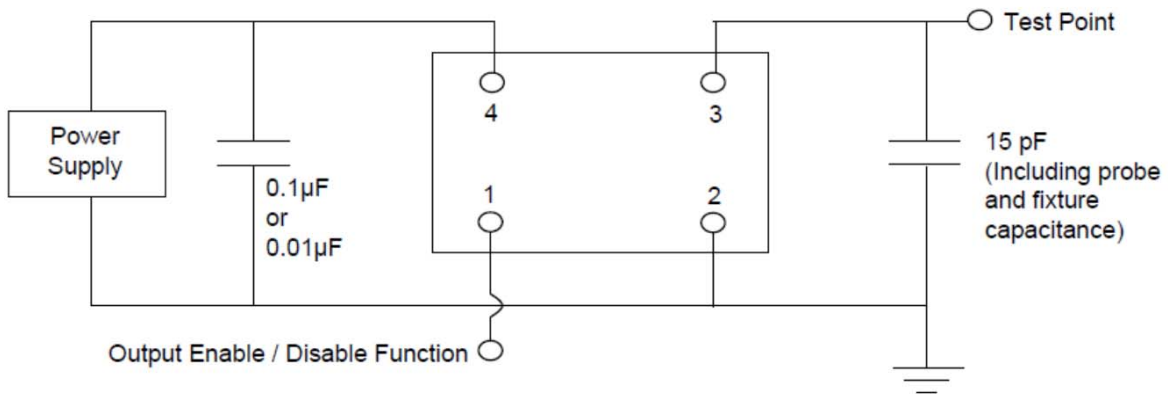 Test Point
4
3
Power
Supply
15 pF
(Including probe
and fixture
capacitance)
0.1µF
or
0.01µF
1
2
Output Enable / Disable Function